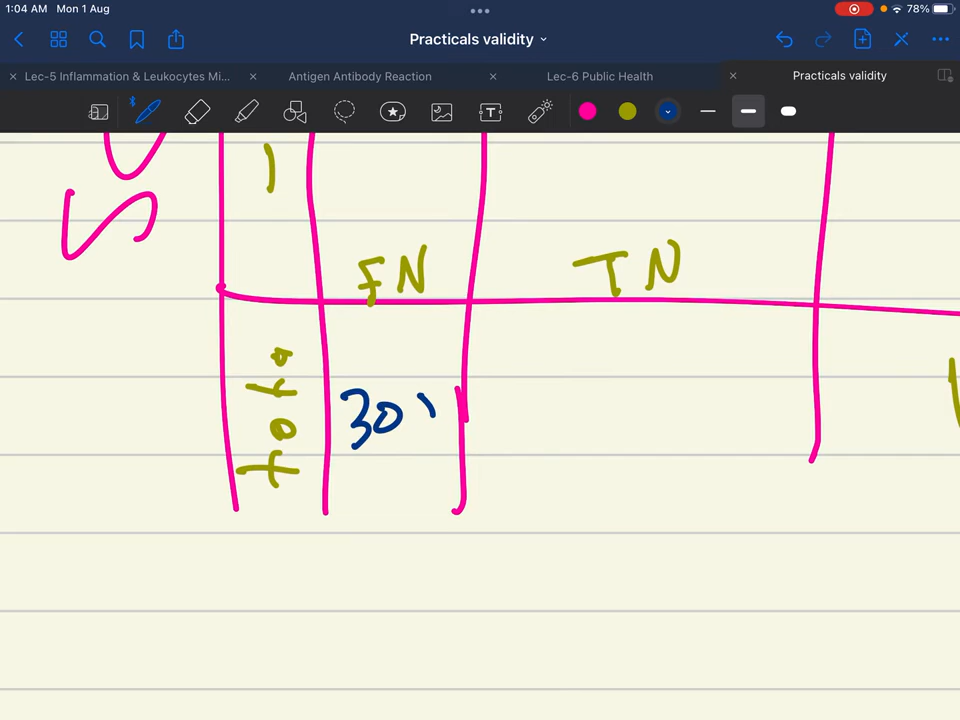 1:04 AM Mon 1 Aug
78%
Practicals validity
Lec-5 Inflammation & Leukocytes Mi...
Antigen Antibody Reaction
Lec-6 Public Health
Practicals validity
FN
TN
30